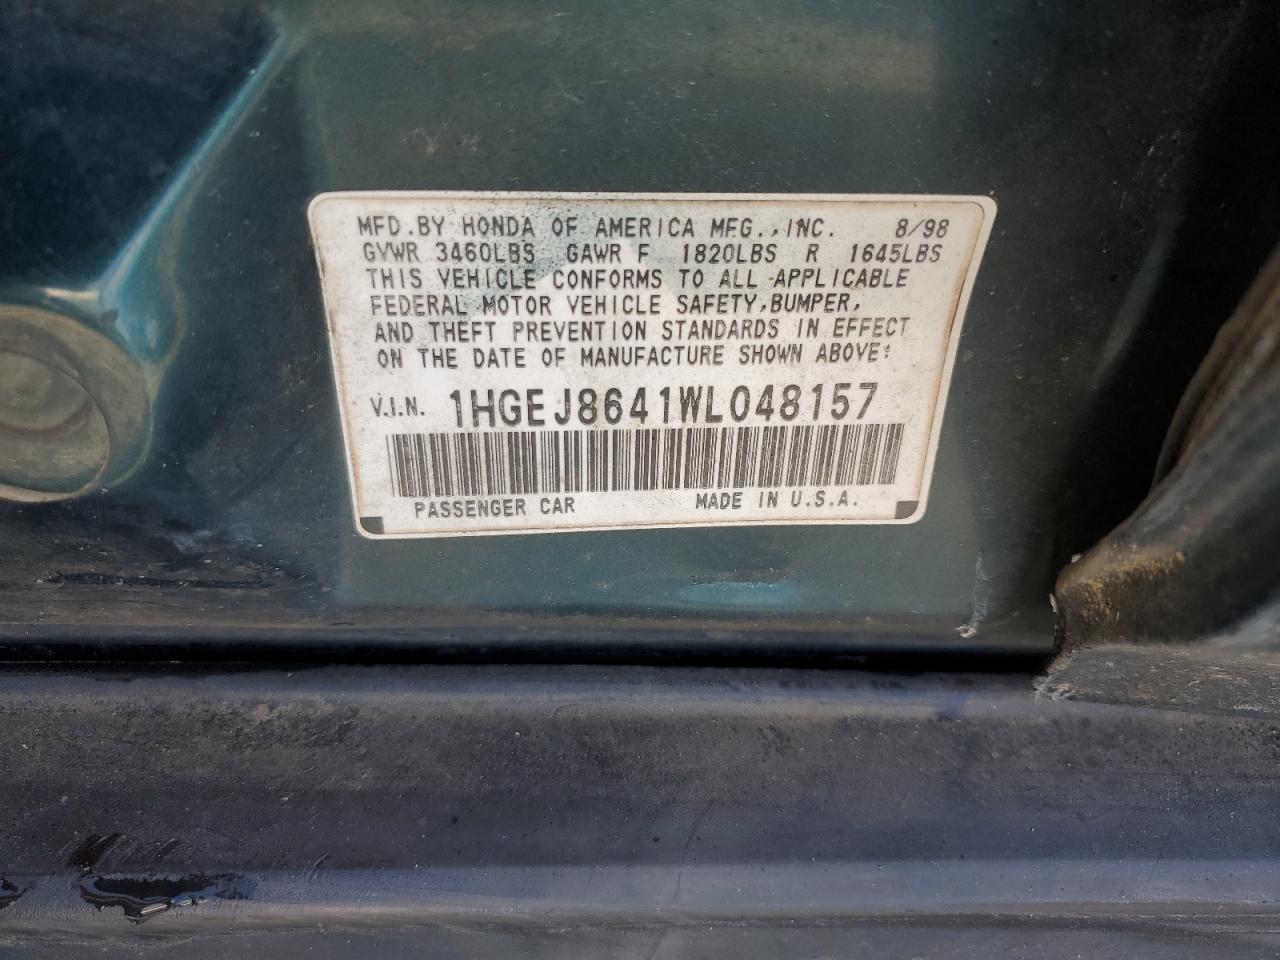 MFD.BY HONDA OF AMERICA MFG.,INC. 8/98
GVWR 3460LBS GAWR F 1820LBS R 1645LBS
THIS VEHICLE CONFORMS TO ALL APPLICABLE
FEDERAL MOTOR VEHICLE SAFETY,BUMPER,
AND THEFT PREVENTION STANDARDS IN EFFECT
ON THE DATE OF MANUFACTURE SHOWN ABOVE:
V.I.N. 1HGEJ8641WL048157
PASSENGER CAR MADE IN U.S.A.